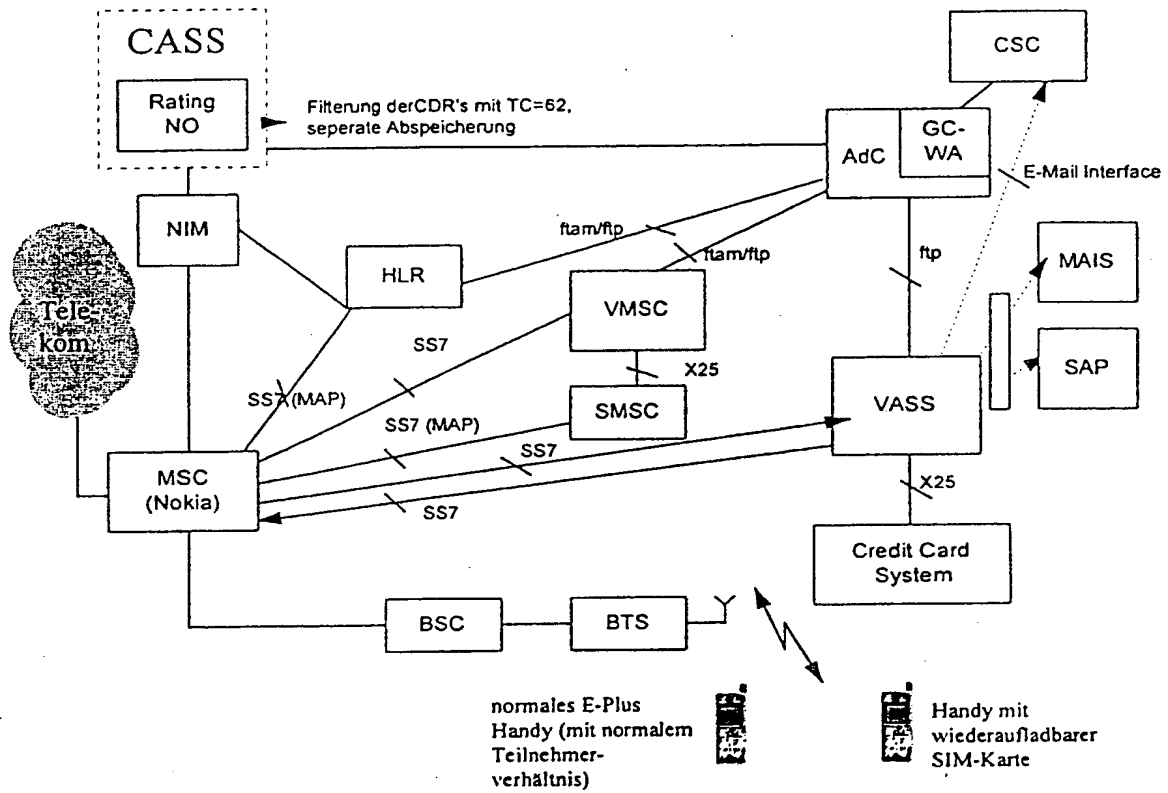 CASS
Rating
NO
Filterung derCDR's mit TC=62,
seperate Abspeicherung
CSC
AdC
GC-
WA
E-Mail Interface
NIM
HLR
ftam/ftp
ftam/ftp
ftp
MAIS
VMSC
Tele-
kom
SS7
X25
SAP
SS7 (MAP)
SMSC
VASS
SS7 (MAP)
SS7
MSC
(Nokia)
SS7
X25
Credit Card
System
BSC
BTS
normales E-Plus
Handy (mit normalem
Teilnehmer-
verhältnis)
Handy mit
wiederaufladbarer
SIM-Karte